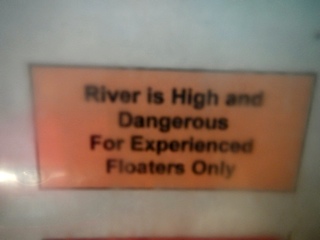 River is High and
Dangerous
For Experienced
Floaters Only